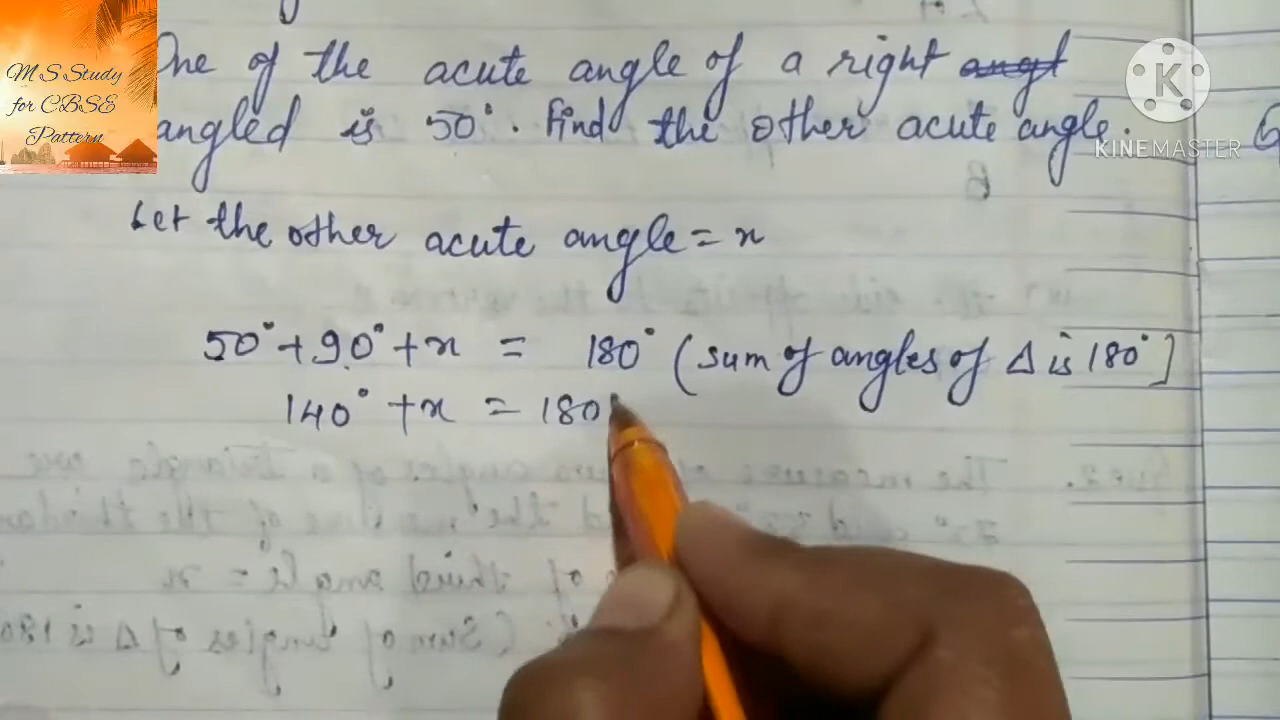 M S Study
for CBSE
Pattern
K
KINEMASTER
One of the acute angle of a right
angled is 50°. Find the other acute angle.
Let the other acute angle = x
50° + 90° + x = 180° (sum of angles of Δ is 180°]
140° + x = 180°